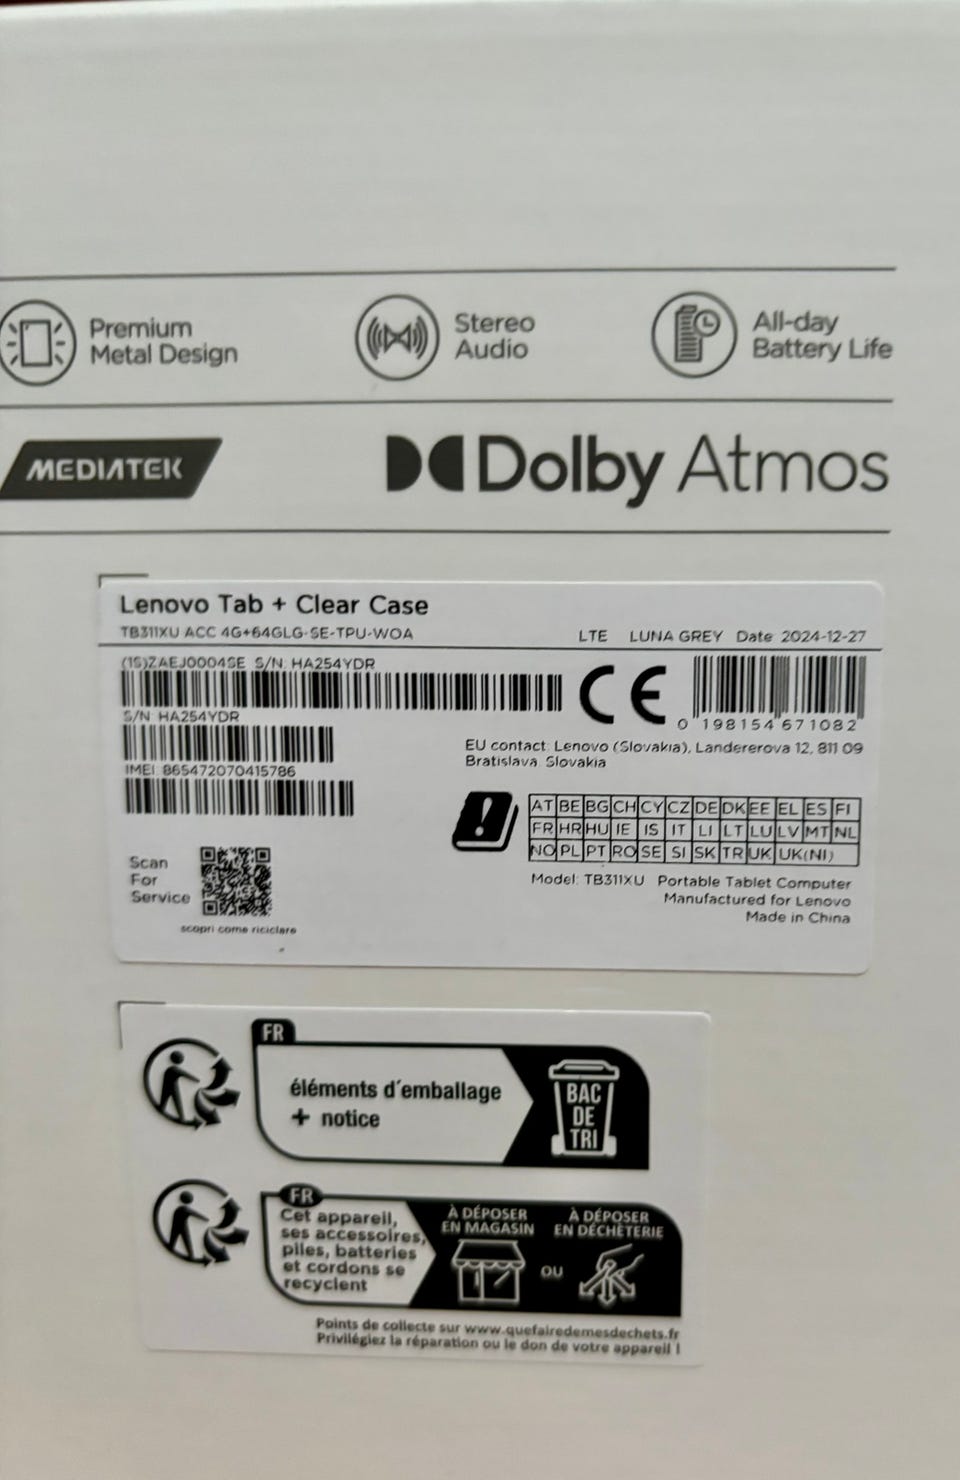 Premium
Metal Design
Stereo
Audio
All-day
Battery Life
MEDIATEK
Dolby Atmos
Lenovo Tab + Clear Case
TB311XU ACC 4G+64GLG-SE-TPU-WOA
LTE LUNA GREY Date 2024-12-27
(1S)ZAEJ0004SE S/N: HA254YDR
S/N HA254YDR
IMEI 865472070415786
0 198154 671082
EU contact: Lenovo (Slovakia), Landererova 12, 811 09
Bratislava Slovakia
AT BE BG CH CY CZ DE DK EE EL ES FI
FR HR HU IE IS IT LI LT LU LV MT NL
NO PL PT RO SE SI SK TR UK UK(NI)
Model: TB311XU Portable Tablet Computer
Manufactured for Lenovo
Made in China
Scan
For
Service
scopri come riciclare
FR
éléments d'emballage
+ notice
BAC
DE
TRI
FR
Cet appareil,
ses accessoires,
piles, batteries
et cordons se
recyclent
À DÉPOSER
EN MAGASIN
OU
À DÉPOSER
EN DÉCHÈTERIE
Points de collecte sur www.quefairedemesdechets.fr
Privilégiez la réparation ou le don de votre appareil !